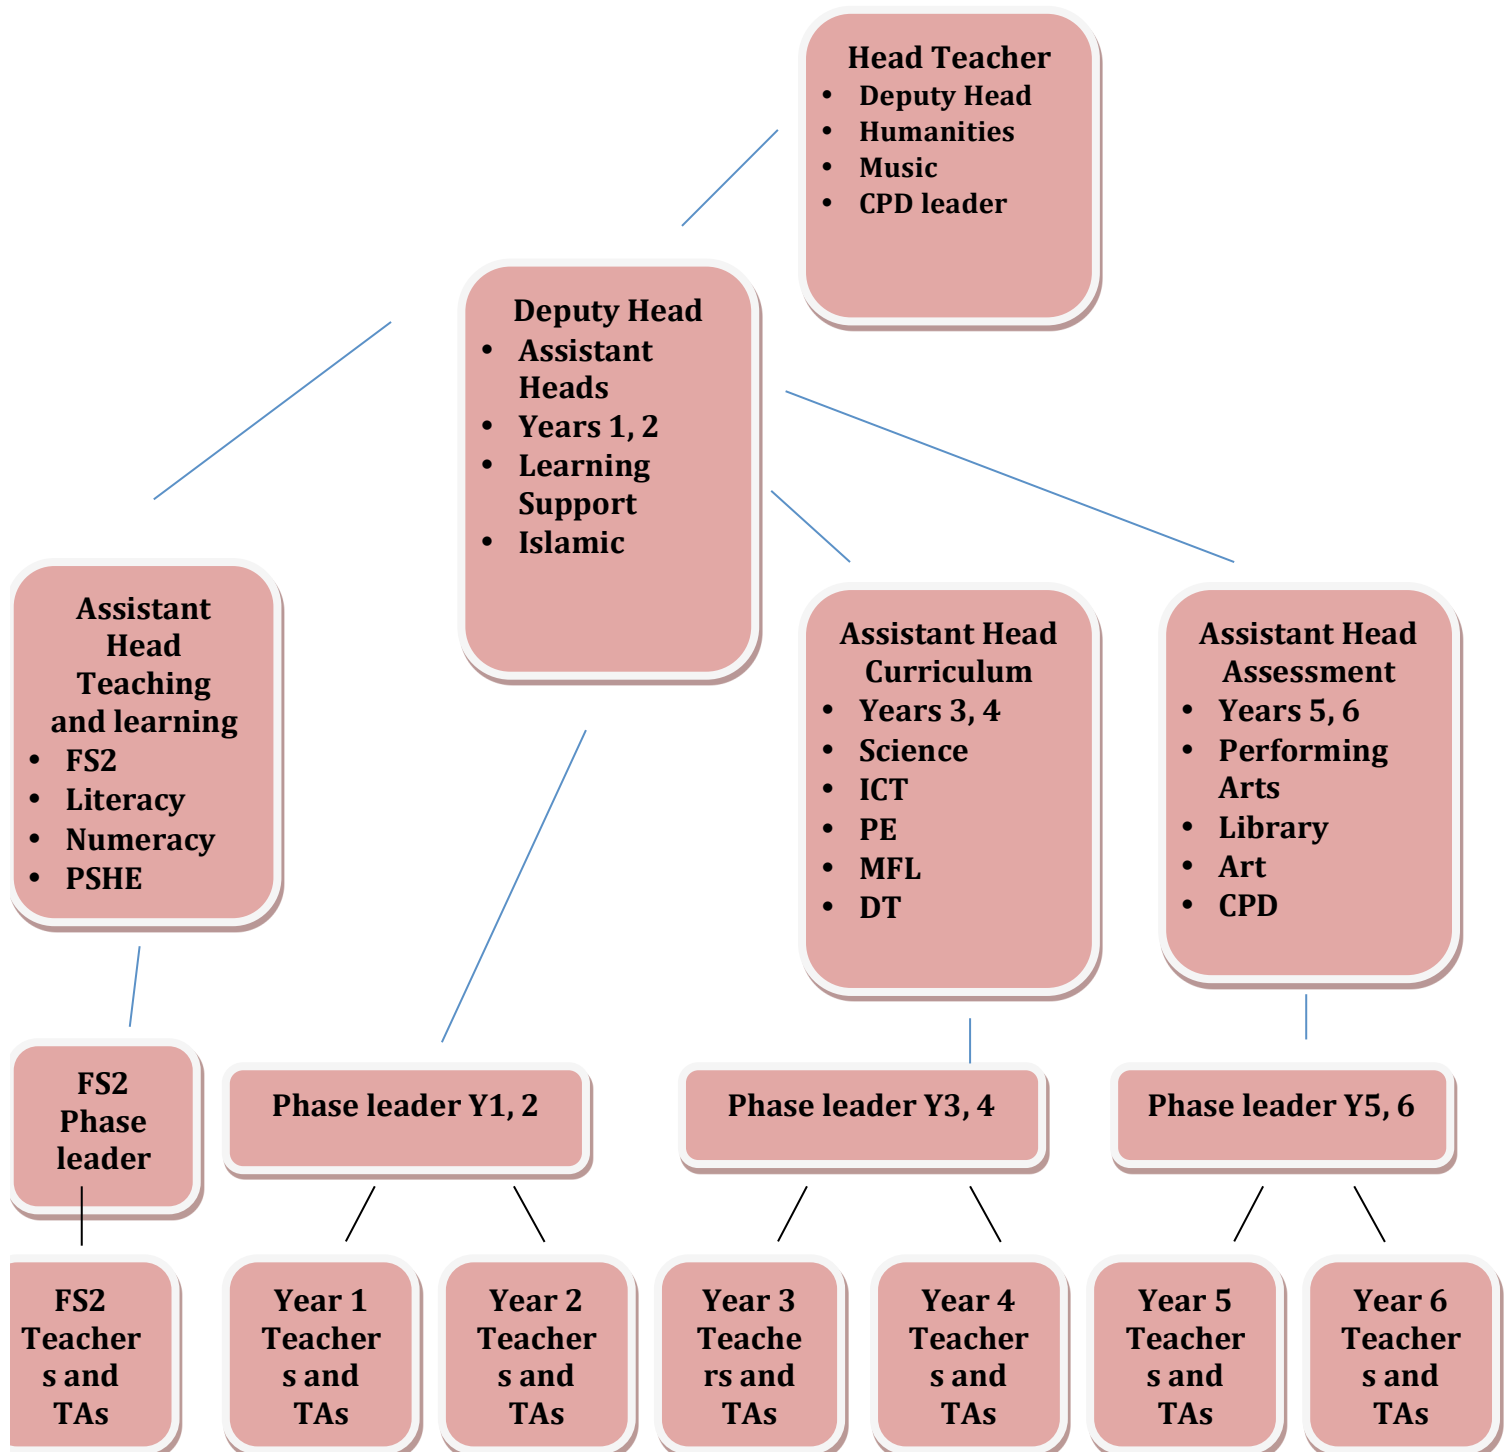 Head Teacher
• Deputy Head
• Humanities
• Music
• CPD leader
Deputy Head
• Assistant
Heads
• Years 1, 2
• Learning
Support
• Islamic
Assistant
Head
Teaching
and learning
• FS2
• Literacy
• Numeracy
• PSHE
Assistant Head
Curriculum
• Years 3, 4
• Science
• ICT
• PE
• MFL
• DT
Assistant Head
Assessment
• Years 5, 6
• Performing
Arts
• Library
• Art
• CPD
FS2
Phase
leader
Phase leader Y1, 2
Phase leader Y3, 4
Phase leader Y5, 6
FS2
Teacher
s and
TAs
Year 1
Teacher
s and
TAs
Year 2
Teacher
s and
TAs
Year 3
Teache
rs and
TAs
Year 4
Teacher
s and
TAs
Year 5
Teacher
s and
TAs
Year 6
Teacher
s and
TAs